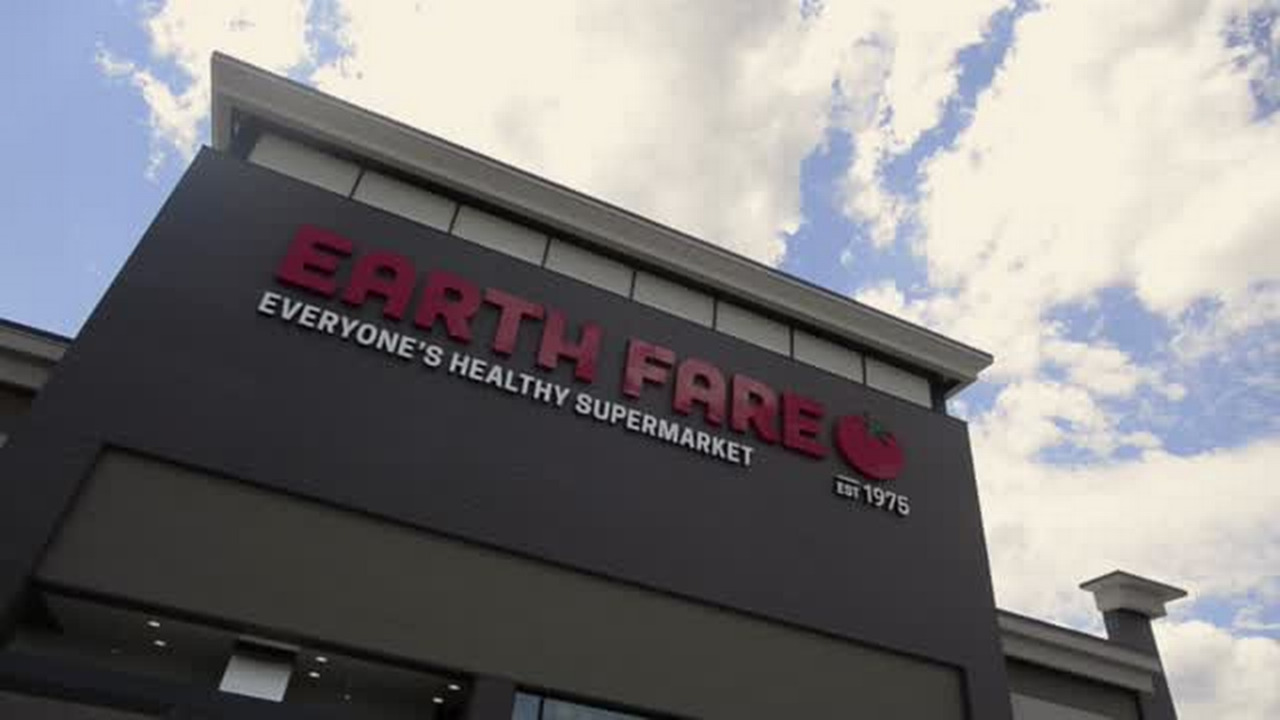 EARTH FARE
EVERYONE'S HEALTHY SUPERMARKET
EST 1975